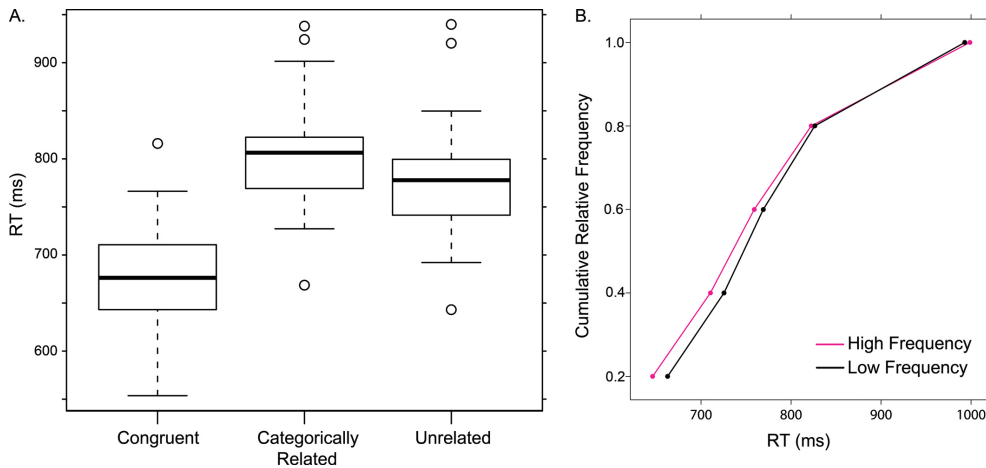 A.
RT (ms)
900
800
700
600
Congruent
Categorically
Related
Unrelated
B.
Cumulative Relative Frequency
1.0
0.8
0.6
0.4
0.2
High Frequency
Low Frequency
700
800
900
1000
RT (ms)